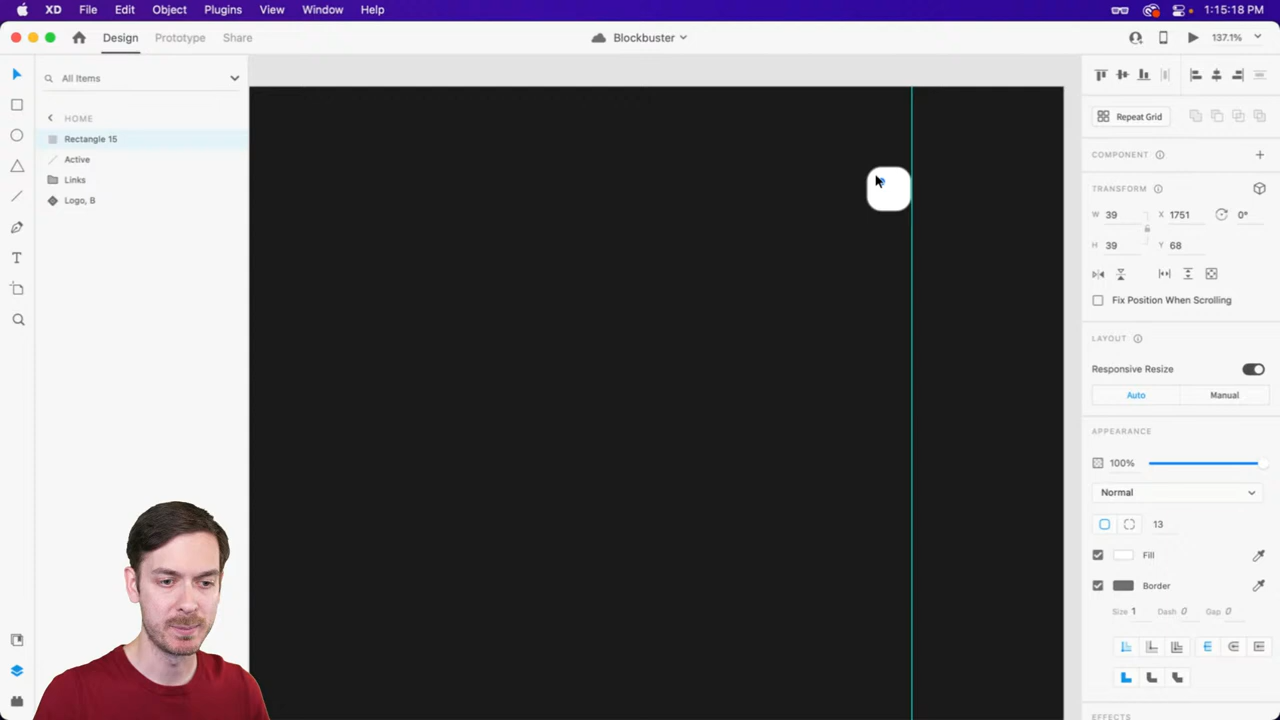 XD File Edit Object Plugins View Window Help 1:15:18 PM
Design Prototype Share Blockbuster 137.1%
All Items
HOME
Rectangle 15
Active
Links
Logo, B
Repeat Grid
COMPONENT
TRANSFORM
W 39 X 1751 0°
H 39 Y 68
Fix Position When Scrolling
LAYOUT
Responsive Resize
Auto Manual
APPEARANCE
100%
Normal
13
Fill
Border
Size 1 Dash 0 Gap 0
EFFECTS